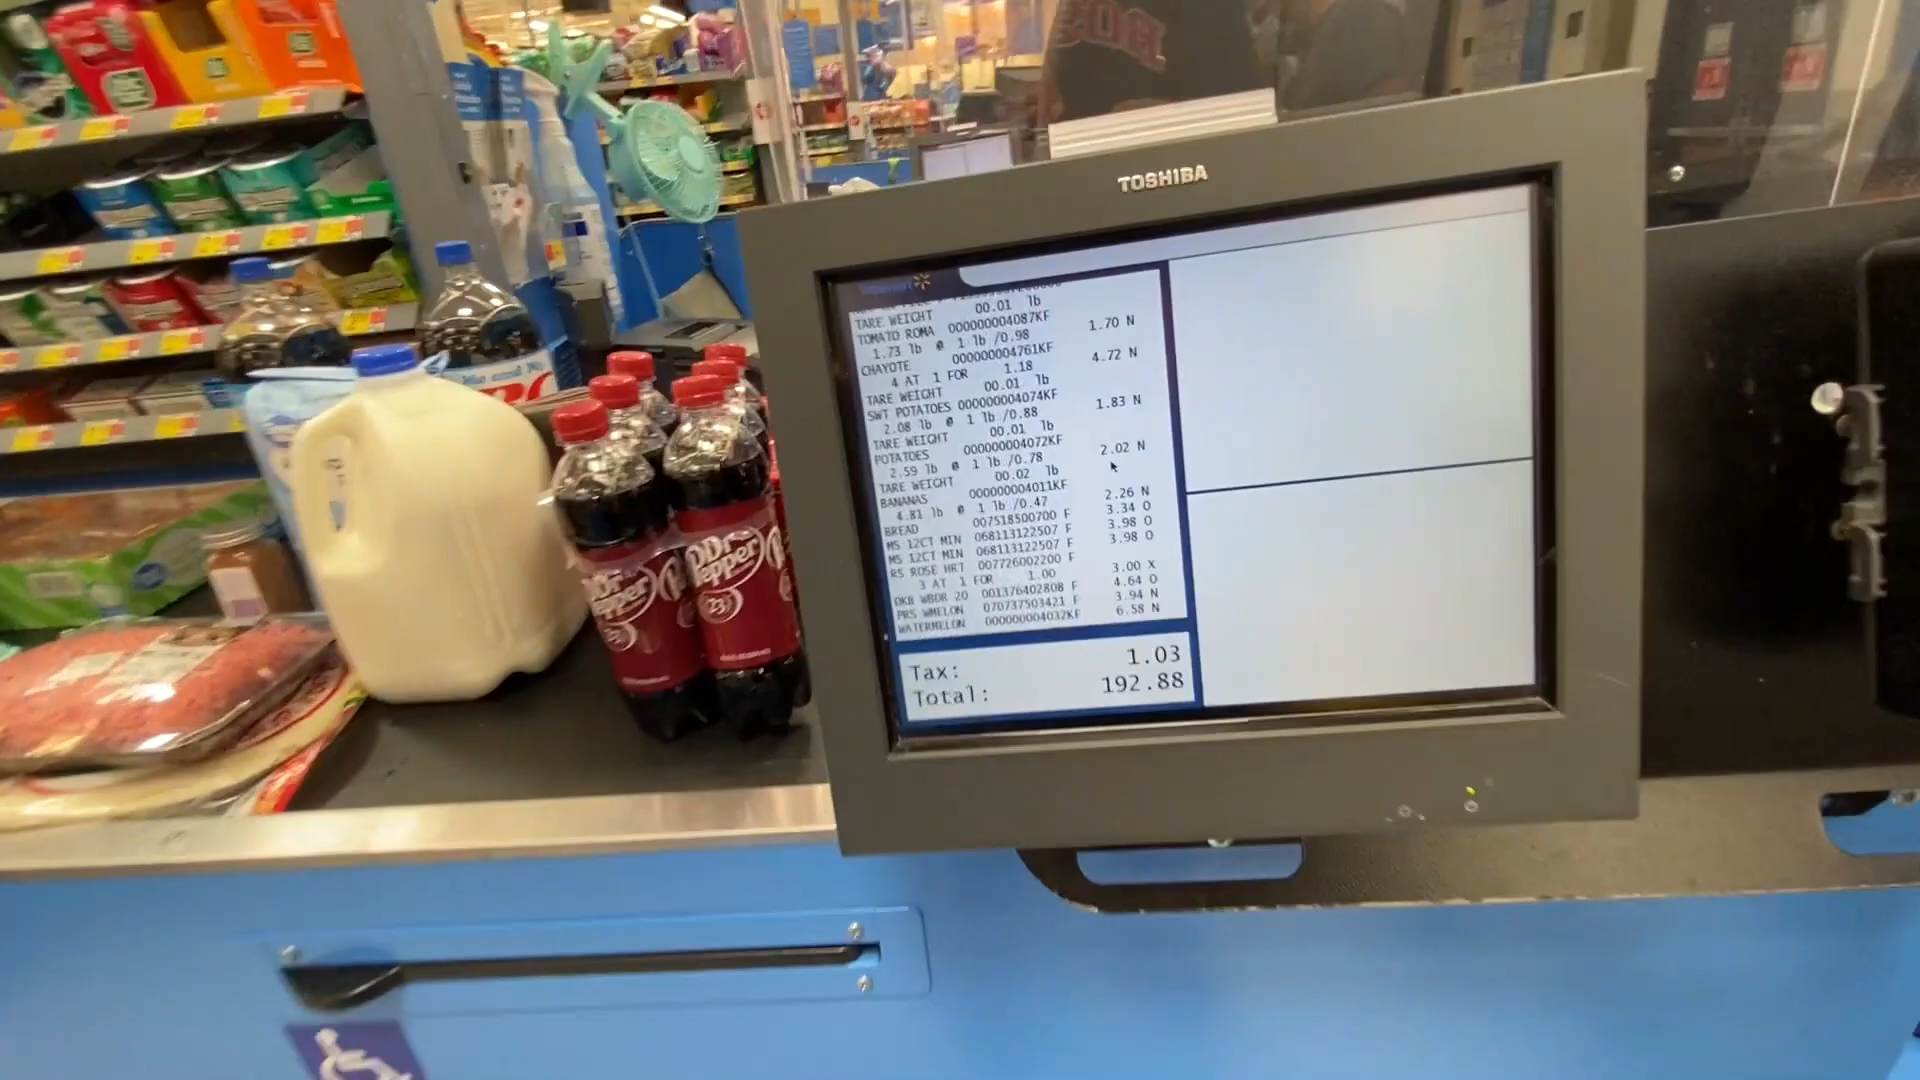 TOSHIBA
TARE WEIGHT 00.01 lb
TOMATO ROMA 000000004087KF
1.73 lb @ 1 lb /0.98 1.70 N
CHAYOTE 000000004761KF
4 AT 1 FOR 1.18 4.72 N
TARE WEIGHT 00.01 lb
SWT POTATOES 000000004074KF
2.08 lb @ 1 lb /0.88 1.83 N
TARE WEIGHT 00.01 lb
POTATOES 000000004072KF
2.59 lb @ 1 lb /0.78 2.02 N
TARE WEIGHT 00.02 lb
BANANAS 000000004011KF
4.81 lb @ 1 lb /0.47 2.26 N
BREAD 007518500700 F 3.34 O
MS 12CT MIN 068113122507 F 3.98 O
MS 12CT MIN 068113122507 F 3.98 O
RS ROSE HRT 007726002200 F
3 AT 1 FOR 1.00 3.00 X
DKB WBDR 20 001376402808 F 4.64 O
PRS WMELON 070737503421 F 3.94 N
WATERMELON 000000004032KF 6.58 N
Tax: 1.03
Total: 192.88
Dr Pepper
23
Dr Pepper
23